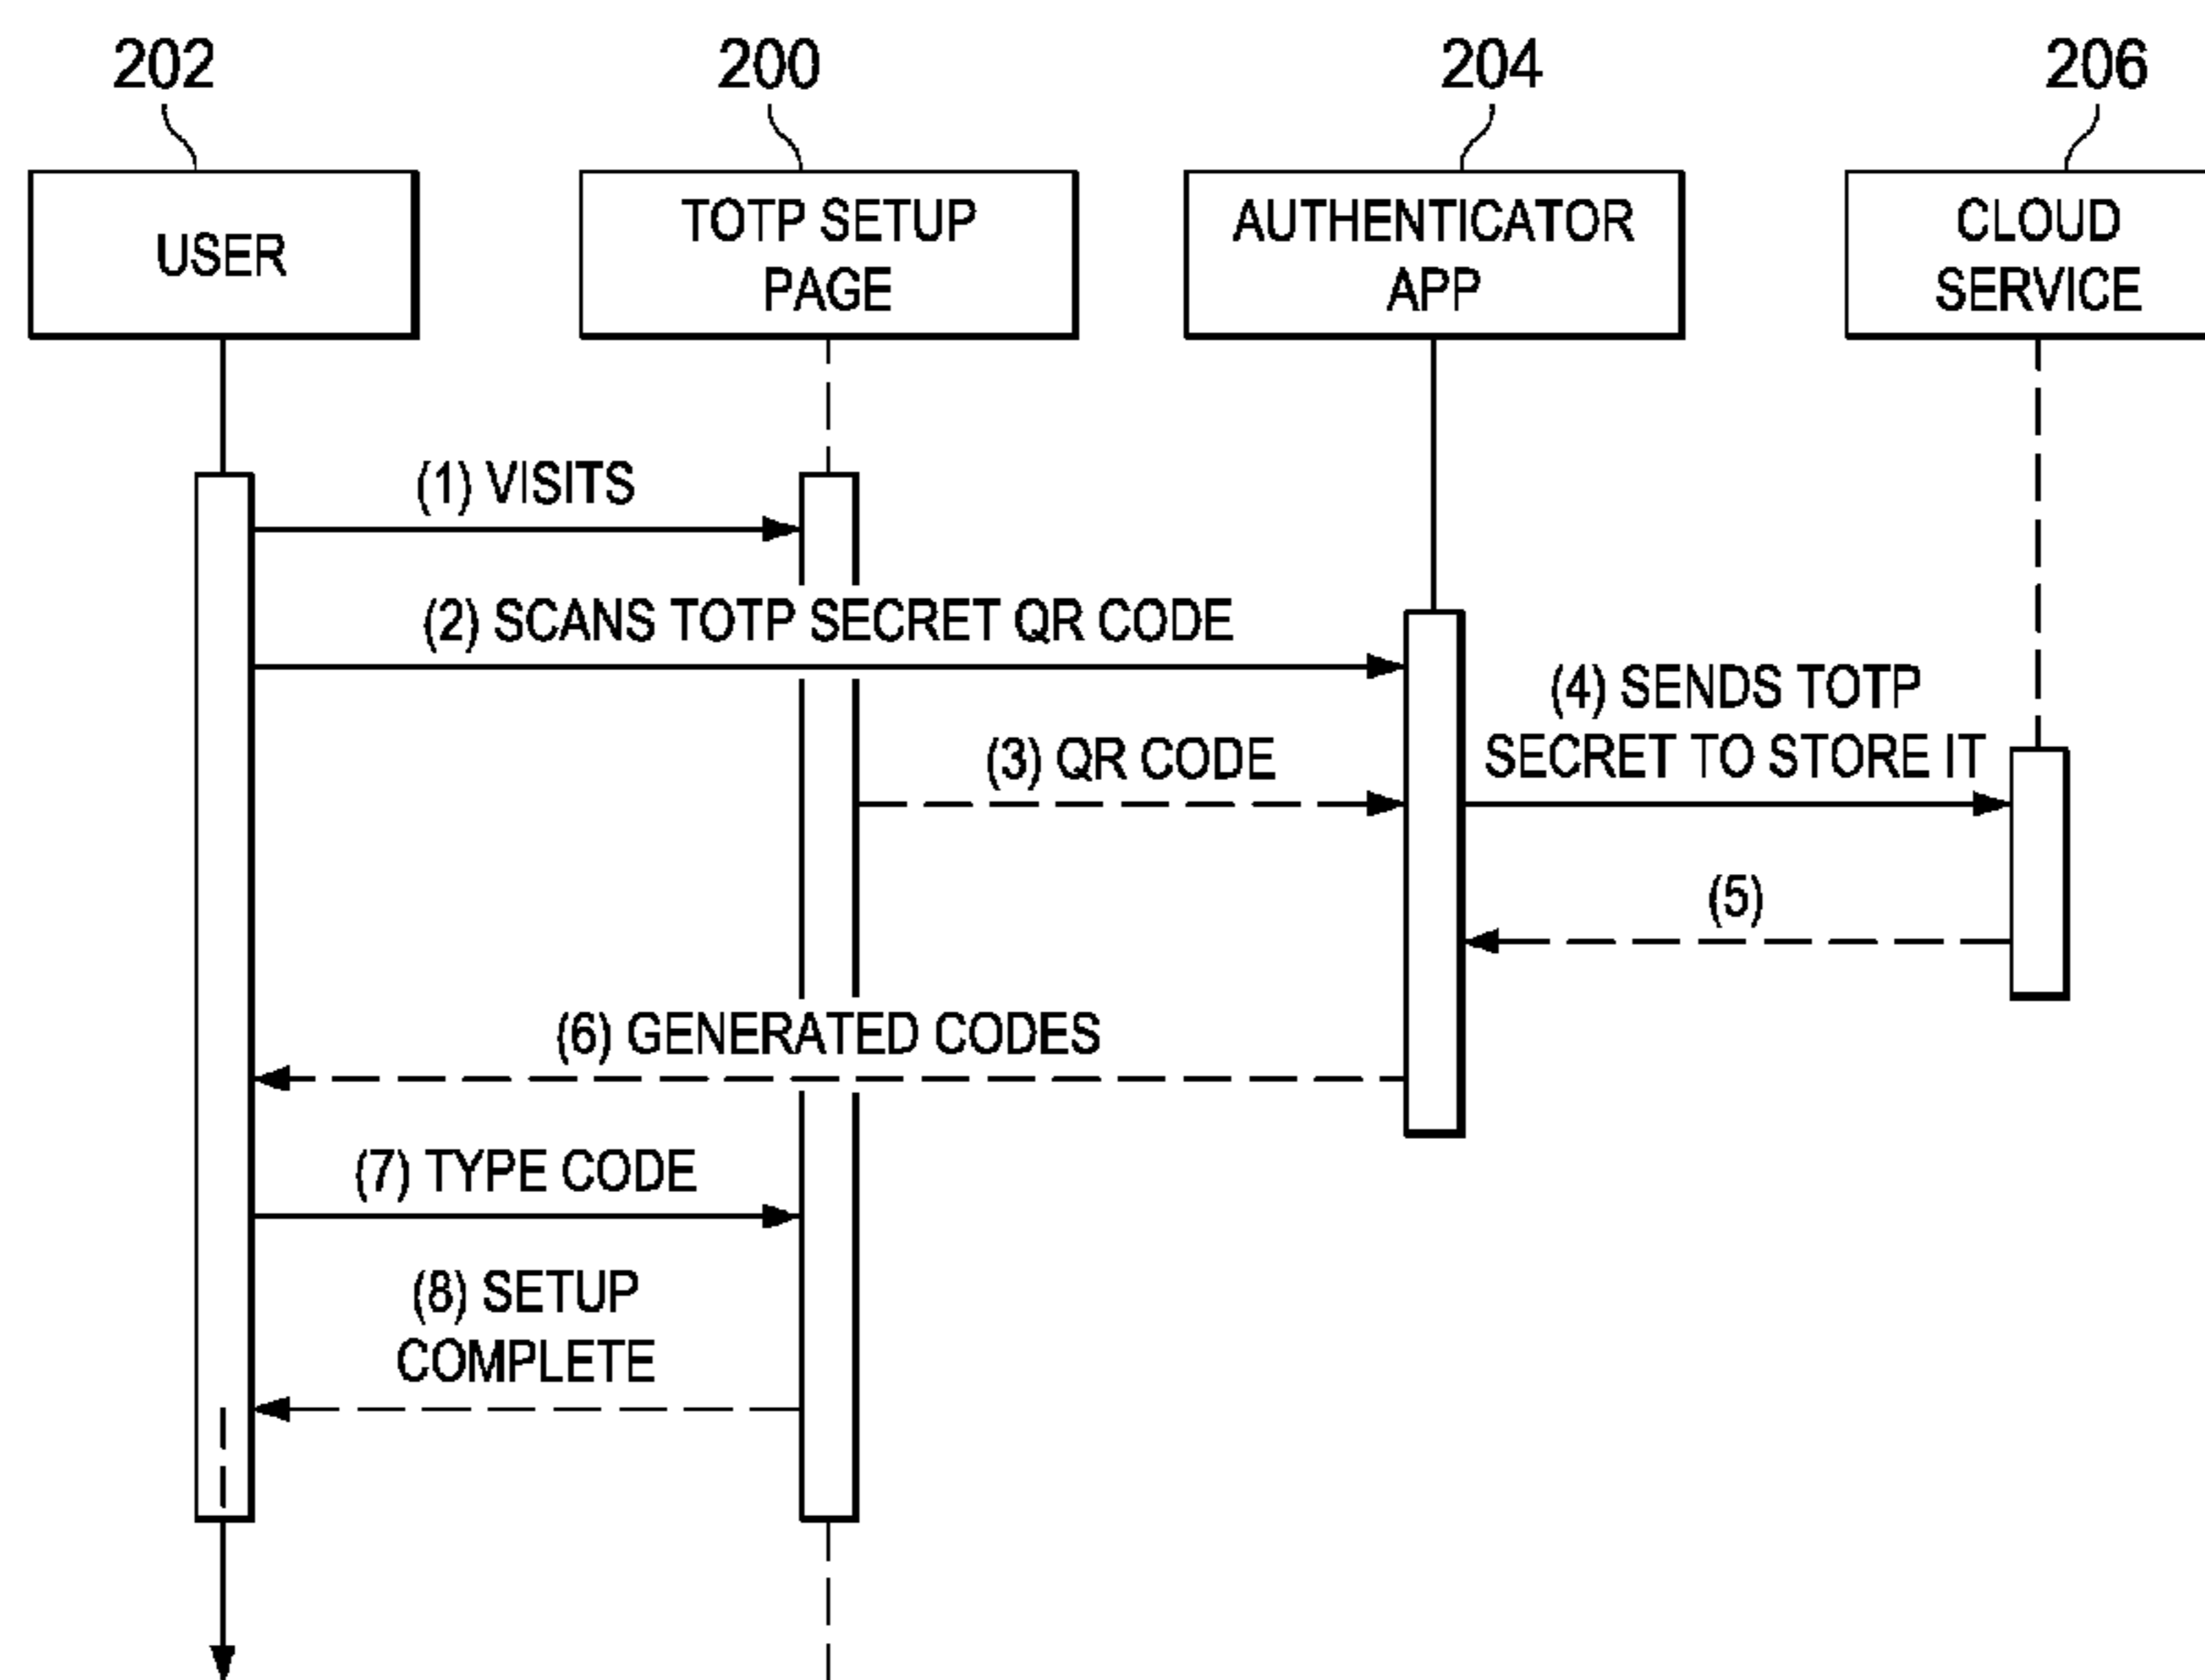 202
200
204
206
USER
TOTP SETUP
PAGE
AUTHENTICATOR
APP
CLOUD
SERVICE
(1) VISITS
(2) SCANS TOTP SECRET QR CODE
(3) QR CODE
(4) SENDS TOTP
SECRET TO STORE IT
(5)
(6) GENERATED CODES
(7) TYPE CODE
(8) SETUP
COMPLETE